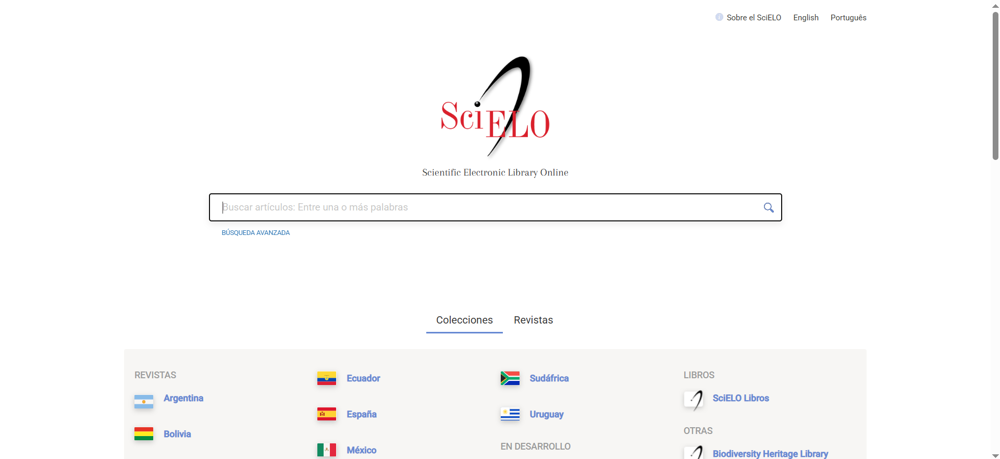 Sobre el SciELO English Português
SciELO
Scientific Electronic Library Online
Buscar artículos: Entre una o más palabras
BÚSQUEDA AVANZADA
Colecciones Revistas
REVISTAS
Argentina
Bolivia
Ecuador
España
México
Sudáfrica
Uruguay
EN DESARROLLO
LIBROS
SciELO Libros
OTRAS
Biodiversity Heritage Library